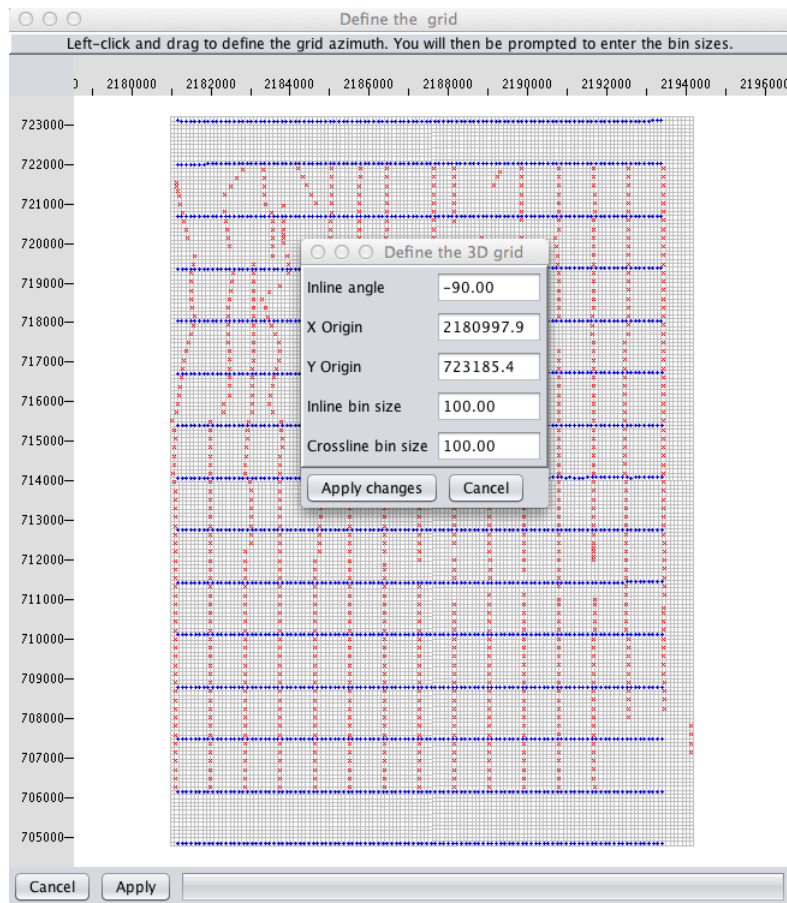 Define the grid
Left-click and drag to define the grid azimuth. You will then be prompted to enter the bin sizes.
2180000 2182000 2184000 2186000 2188000 2190000 2192000 2194000 2196000
723000
722000
721000
720000
719000
718000
717000
716000
715000
714000
713000
712000
711000
710000
709000
708000
707000
706000
705000
Define the 3D grid
Inline angle -90.00
X Origin 2180997.9
Y Origin 723185.4
Inline bin size 100.00
Crossline bin size 100.00
Apply changes Cancel
Cancel Apply